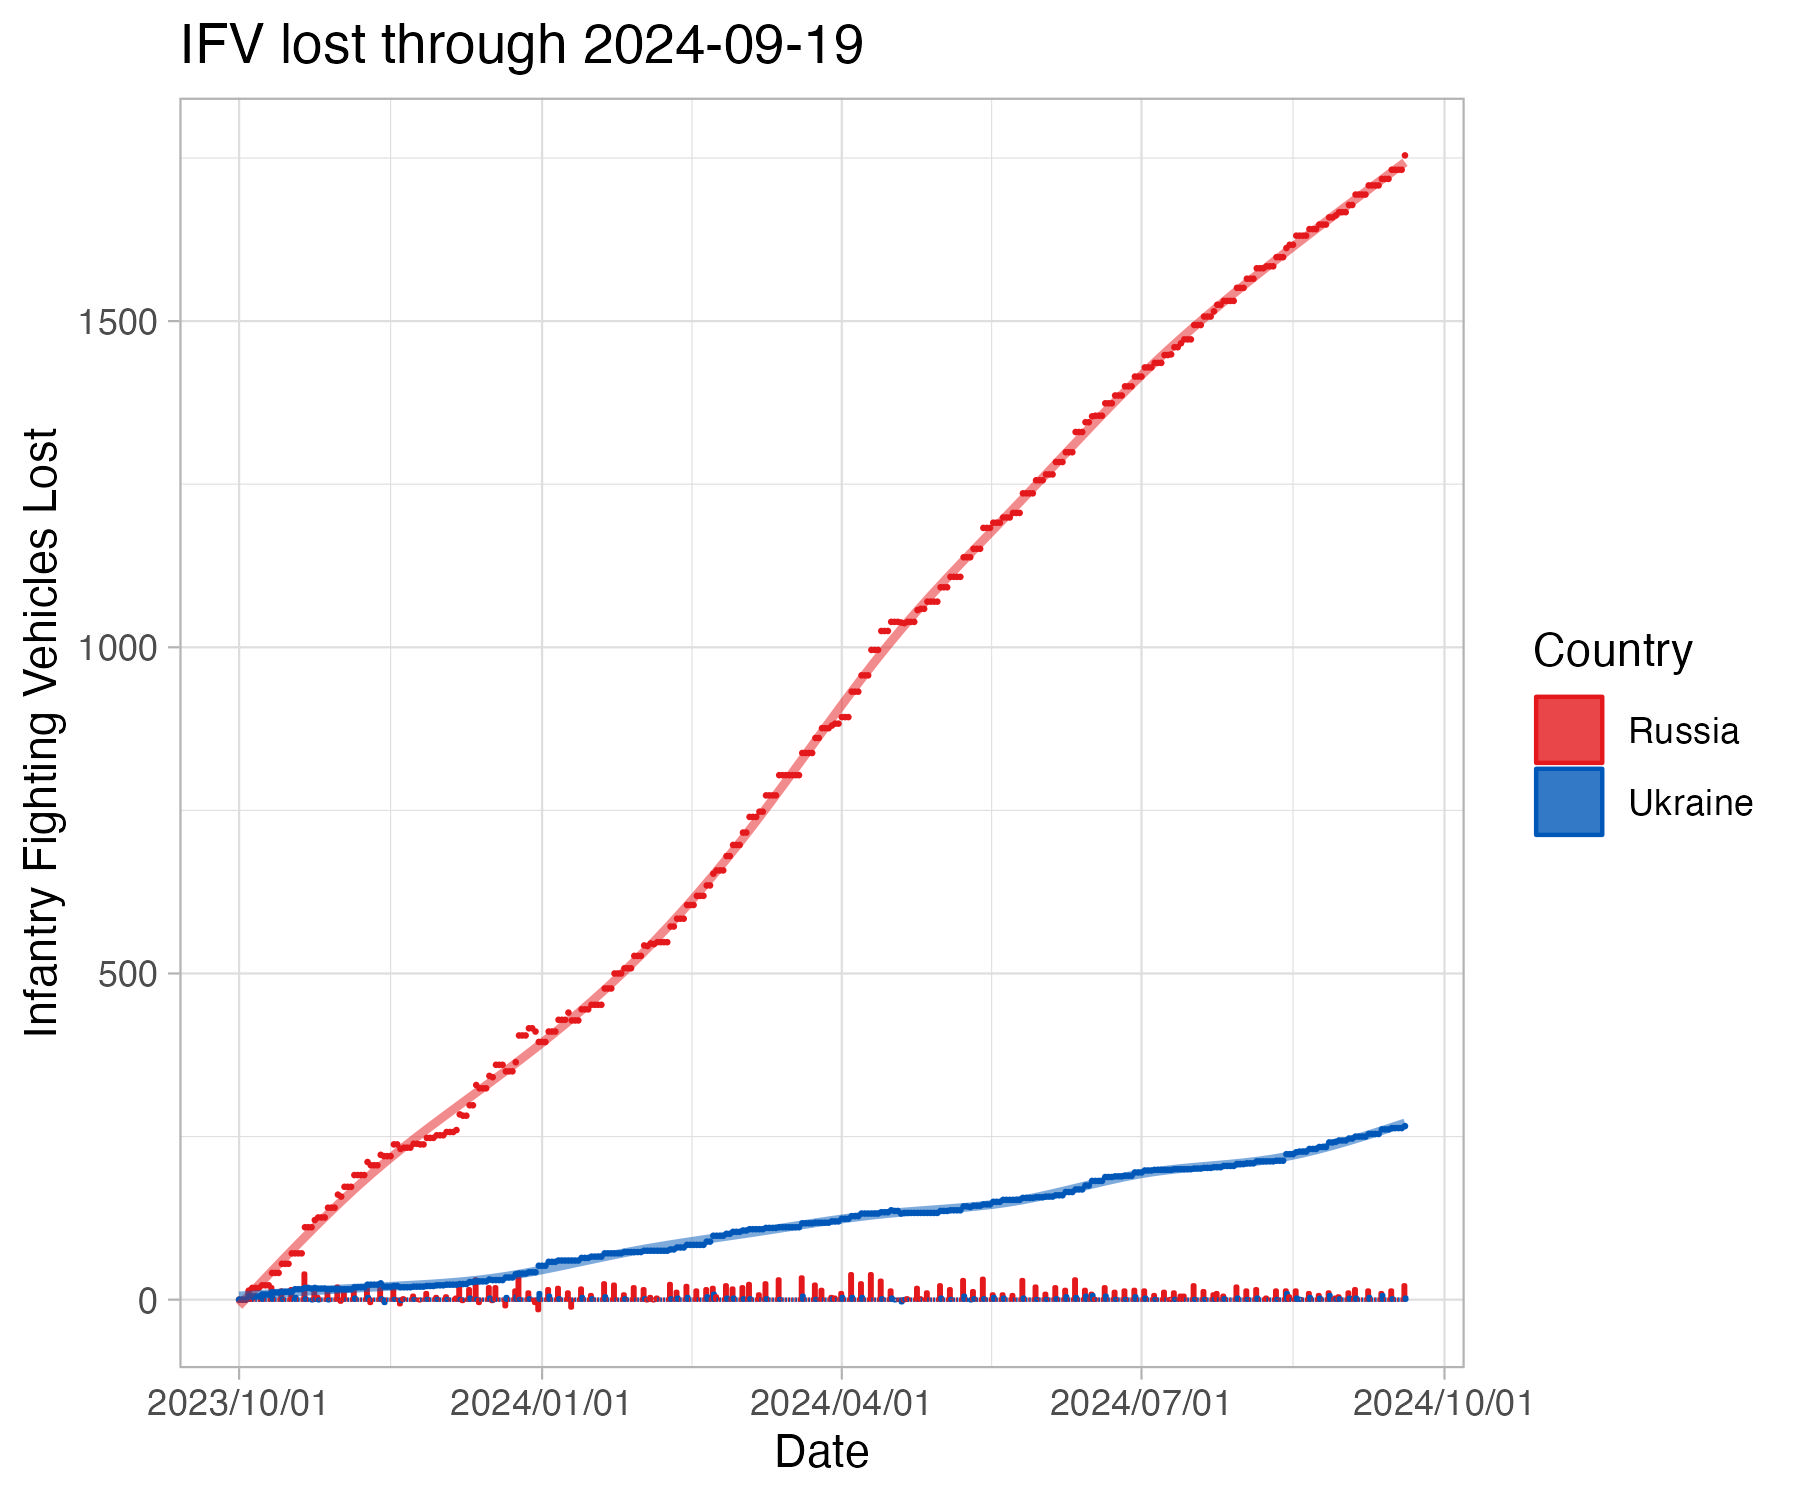 IFV lost through 2024-09-19
Infantry Fighting Vehicles Lost
1500
1000
500
0
2023/10/01
2024/01/01
2024/04/01
2024/07/01
2024/10/01
Date
Country
Russia
Ukraine